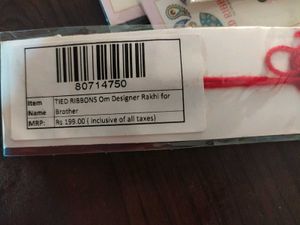 80714750
Item TIED RIBBONS Om Designer Rakhi for
Name Brother
MRP: Rs 199.00 ( inclusive of all taxes)